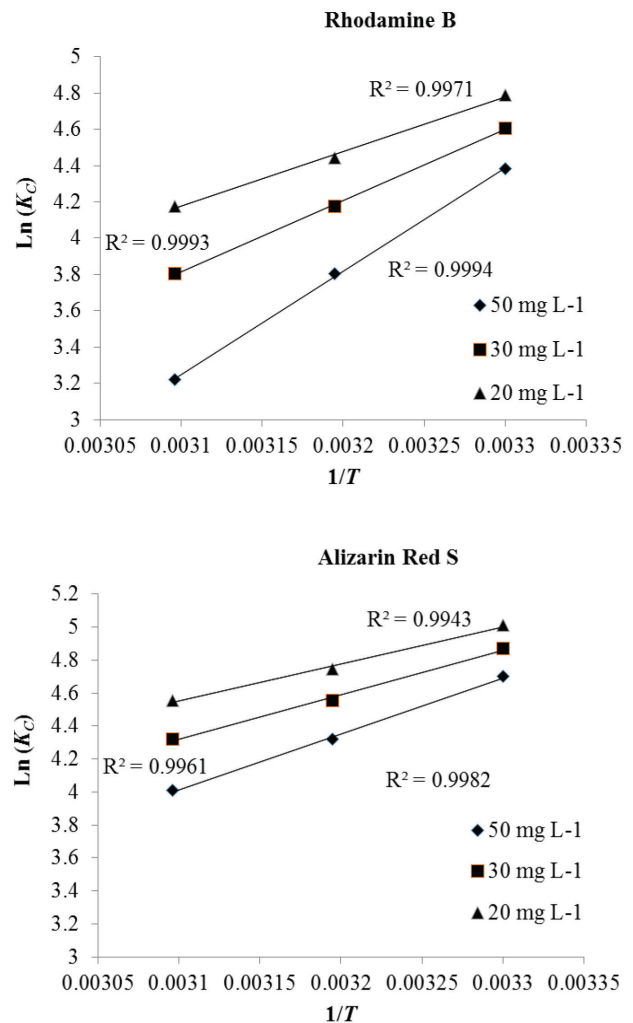 Rhodamine B
5
4.8
4.6
4.4
4.2
4
3.8
3.6
3.4
3.2
3
Ln (KC)
R² = 0.9971
R² = 0.9993
R² = 0.9994
50 mg L-1
30 mg L-1
20 mg L-1
0.00305 0.0031 0.00315 0.0032 0.00325 0.0033 0.00335
1/T
Alizarin Red S
5.2
5
4.8
4.6
4.4
4.2
4
3.8
3.6
3.4
3.2
3
Ln (KC)
R² = 0.9943
R² = 0.9961
R² = 0.9982
50 mg L-1
30 mg L-1
20 mg L-1
0.00305 0.0031 0.00315 0.0032 0.00325 0.0033 0.00335
1/T